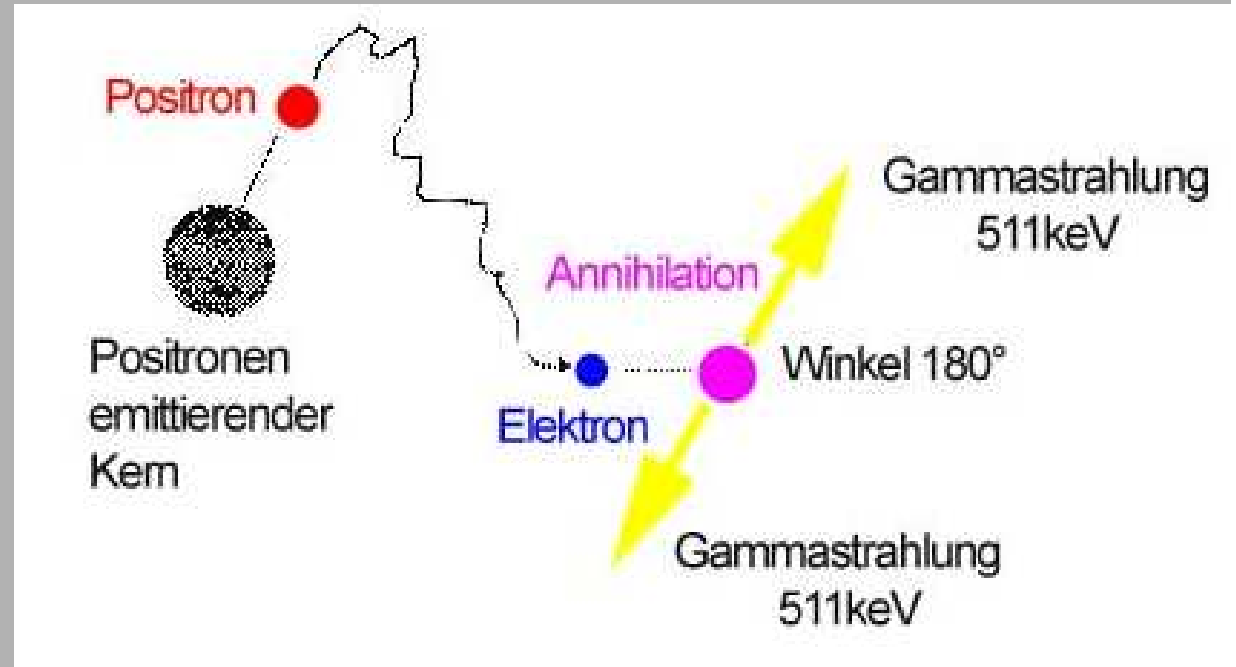 Positron
Gammastrahlung
511keV
Annihilation
Positronen
emittierender
Kern
Winkel 180°
Elektron
Gammastrahlung
511keV